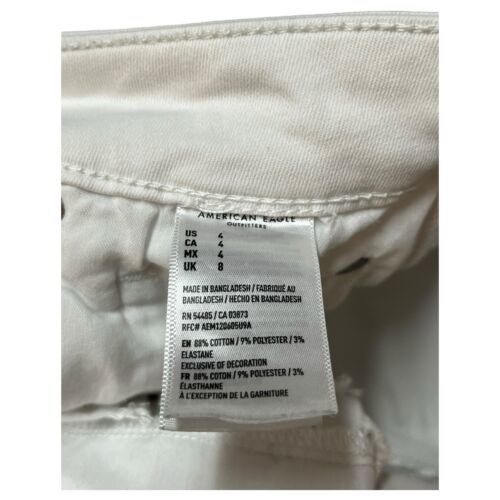 AMERICAN EAGLE
OUTFITTERS
US 4
CA 4
MX 4
UK 8
MADE IN BANGLADESH / FABRIQUÉ AU
BANGLADESH / HECHO EN BANGLADESH
RN 54485 / CA 03873
RFC# AEM120605U9A
EN 88% COTTON / 9% POLYESTER / 3%
ELASTANE
EXCLUSIVE OF DECORATION
FR 88% COTTON / 9% POLYESTER / 3%
ÉLASTHANNE
À L'EXCEPTION DE LA GARNITURE